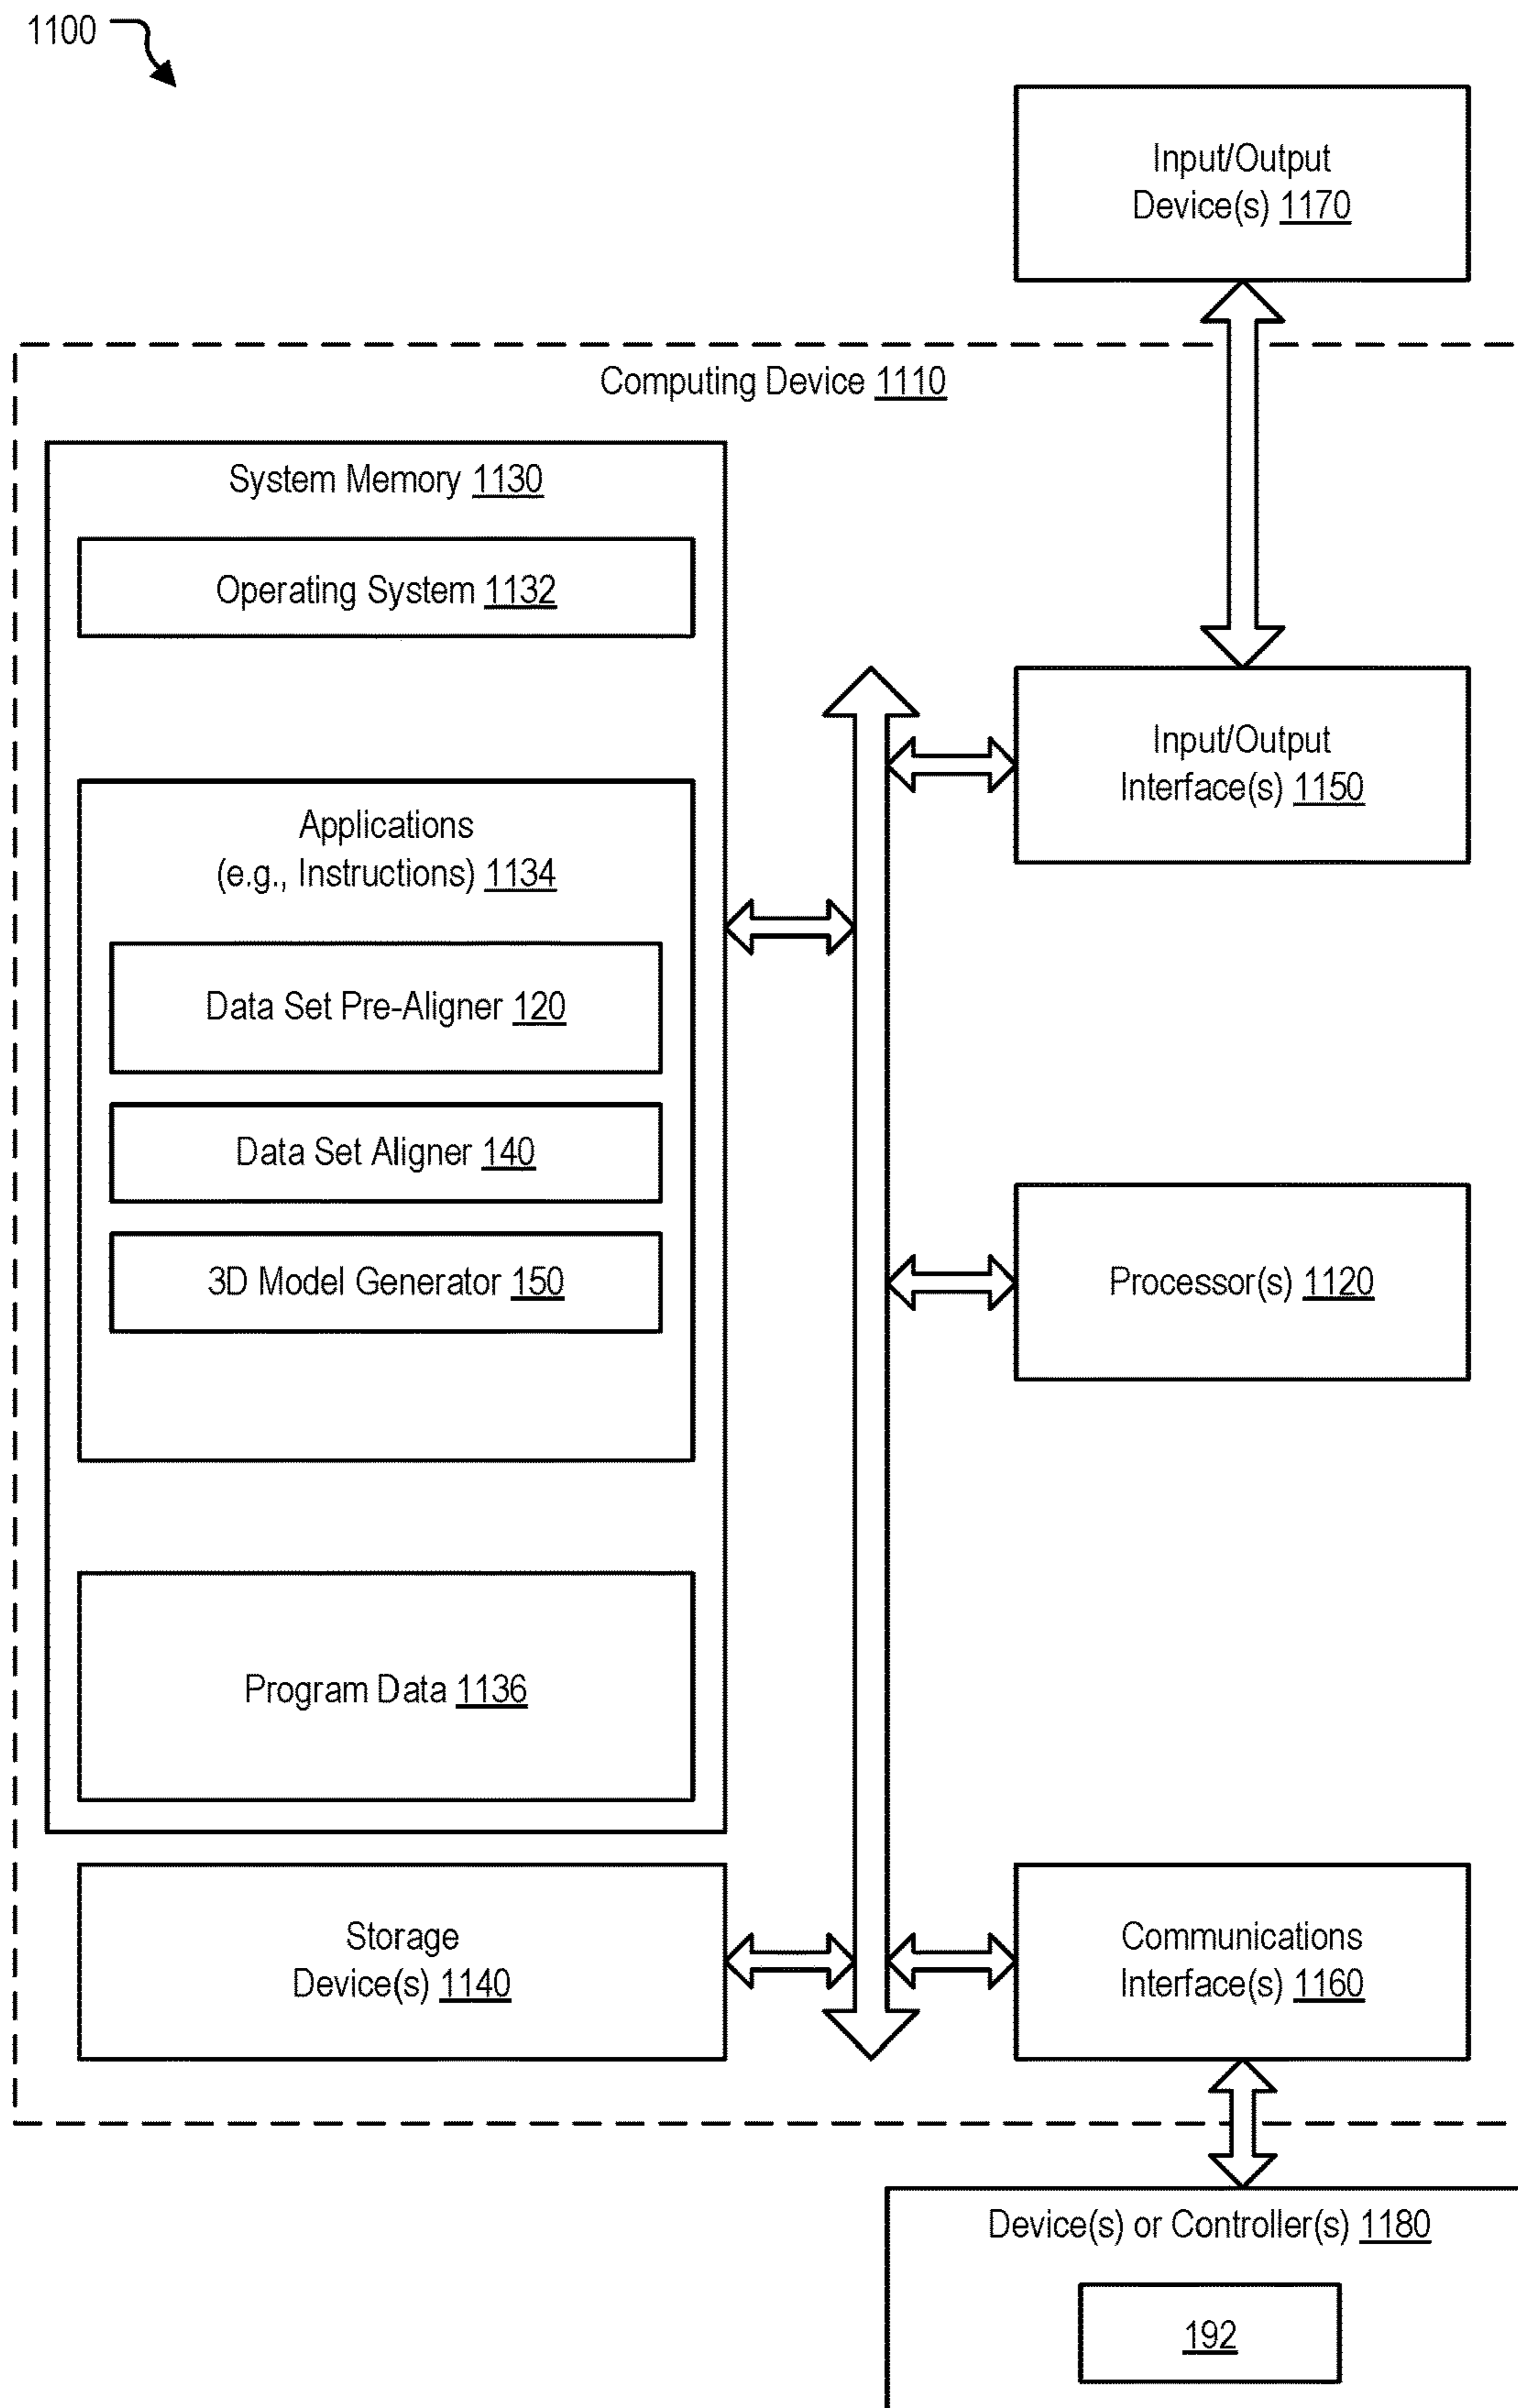 1100
Input/Output
Device(s) 1170
Computing Device 1110
System Memory 1130
Operating System 1132
Applications
(e.g., Instructions) 1134
Data Set Pre-Aligner 120
Data Set Aligner 140
3D Model Generator 150
Program Data 1136
Storage
Device(s) 1140
Input/Output
Interface(s) 1150
Processor(s) 1120
Communications
Interface(s) 1160
Device(s) or Controller(s) 1180
192